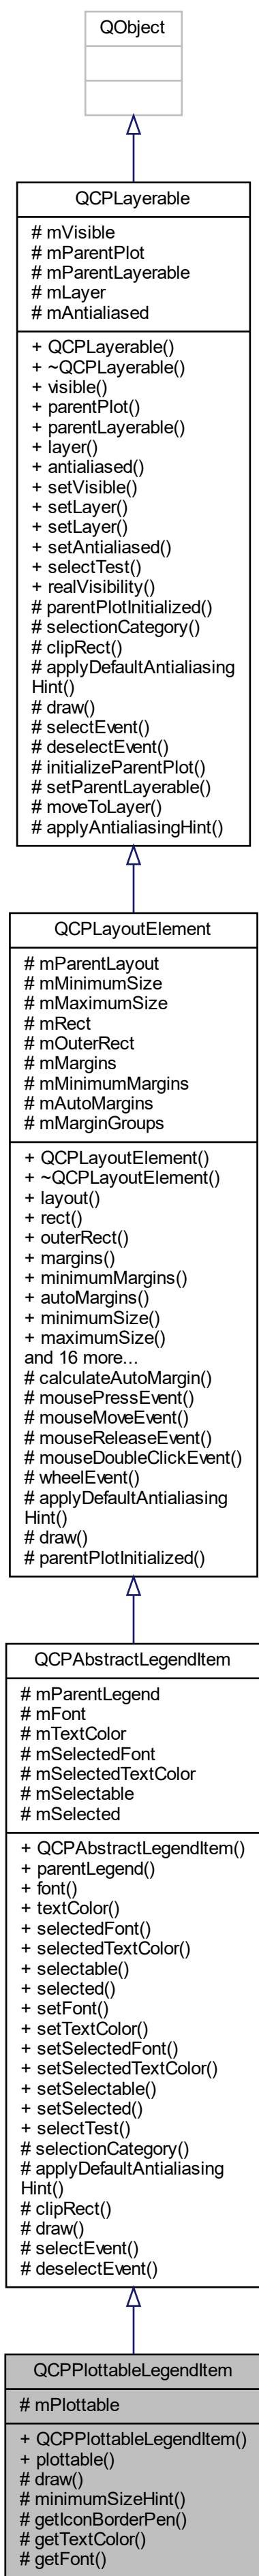 QObject
QCPLayerable
# mVisible
# mParentPlot
# mParentLayerable
# mLayer
# mAntialiased
+ QCPLayerable()
+ ~QCPLayerable()
+ visible()
+ parentPlot()
+ parentLayerable()
+ layer()
+ antialiased()
+ setVisible()
+ setLayer()
+ setLayer()
+ setAntialiased()
+ selectTest()
+ realVisibility()
# parentPlotInitialized()
# selectionCategory()
# clipRect()
# applyDefaultAntialiasing
Hint()
# draw()
# selectEvent()
# deselectEvent()
# initializeParentPlot()
# setParentLayerable()
# moveToLayer()
# applyAntialiasingHint()
QCPLayoutElement
# mParentLayout
# mMinimumSize
# mMaximumSize
# mRect
# mOuterRect
# mMargins
# mMinimumMargins
# mAutoMargins
# mMarginGroups
+ QCPLayoutElement()
+ ~QCPLayoutElement()
+ layout()
+ rect()
+ outerRect()
+ margins()
+ minimumMargins()
+ autoMargins()
+ minimumSize()
+ maximumSize()
and 16 more...
# calculateAutoMargin()
# mousePressEvent()
# mouseMoveEvent()
# mouseReleaseEvent()
# mouseDoubleClickEvent()
# wheelEvent()
# applyDefaultAntialiasing
Hint()
# draw()
# parentPlotInitialized()
QCPAbstractLegendItem
# mParentLegend
# mFont
# mTextColor
# mSelectedFont
# mSelectedTextColor
# mSelectable
# mSelected
+ QCPAbstractLegendItem()
+ parentLegend()
+ font()
+ textColor()
+ selectedFont()
+ selectedTextColor()
+ selectable()
+ selected()
+ setFont()
+ setTextColor()
+ setSelectedFont()
+ setSelectedTextColor()
+ setSelectable()
+ setSelected()
+ selectTest()
# selectionCategory()
# applyDefaultAntialiasing
Hint()
# clipRect()
# draw()
# selectEvent()
# deselectEvent()
QCPPlottableLegendItem
# mPlottable
+ QCPPlottableLegendItem()
+ plottable()
# draw()
# minimumSizeHint()
# getIconBorderPen()
# getTextColor()
# getFont()